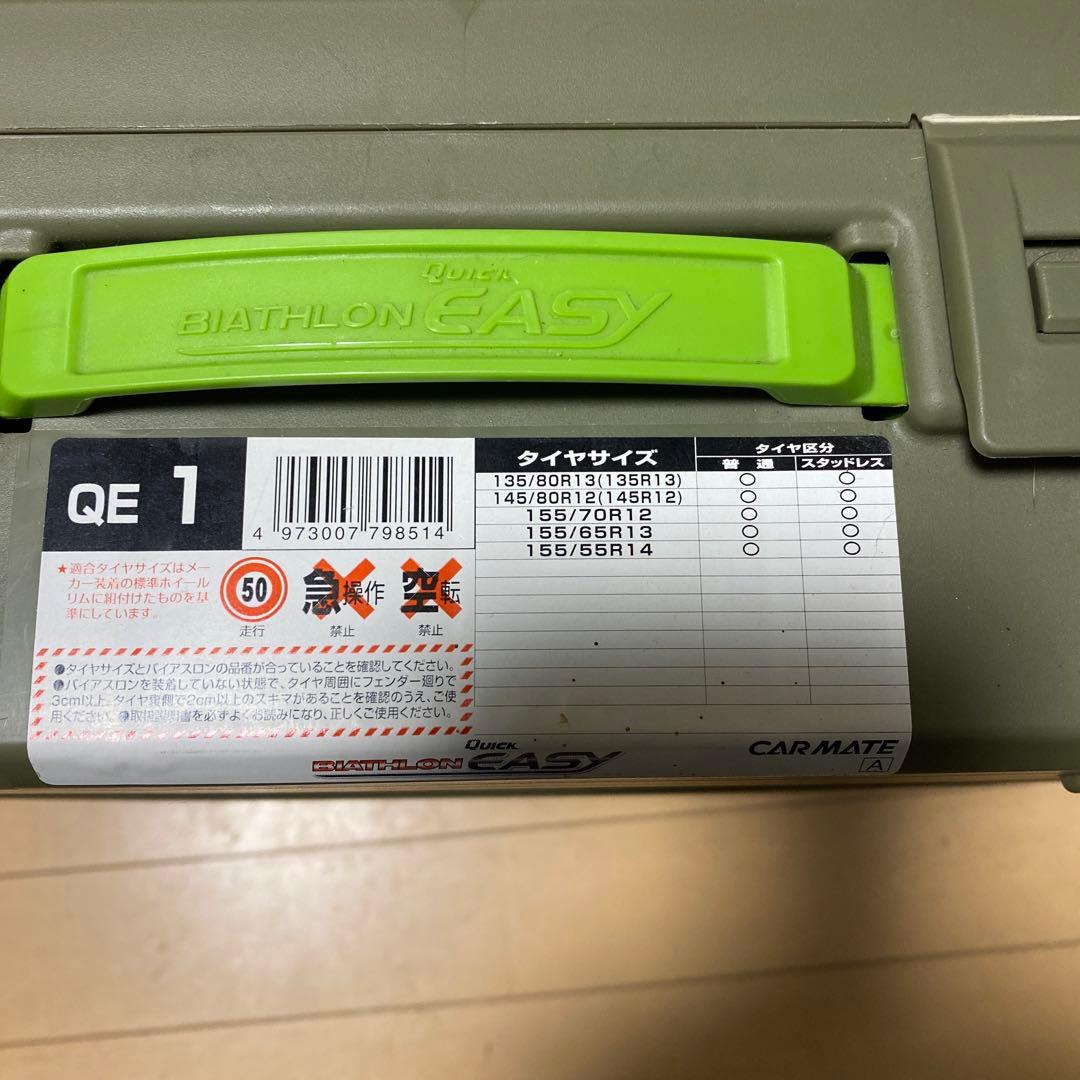 QUICK
BIATHLON EASY
QE 1
4 973007 798514
★適合タイヤサイズはメー
カー装着の標準ホイール
リムに組付けたものを基
準にしています。
50
走行
急操作
禁止
空転
禁止
●タイヤサイズとバイアスロンの品番が合っていることを確認してください。
●バイアスロンを装着していない状態で、タイヤ周囲にフェンダー廻りで
3cm以上、タイヤ裏側で2cm以上のスキマがあることを確認のうえ、ご使
用ください。●取扱説明書を必ずよくお読みになり、正しくご使用ください。
タイヤサイズ タイヤ区分
普通 スタッドレス
135/80R13(135R13) ○ ○
145/80R12(145R12) ○ ○
155/70R12 ○ ○
155/65R13 ○ ○
155/55R14 ○ ○
QUICK
BIATHLON EASY
CARMATE
A